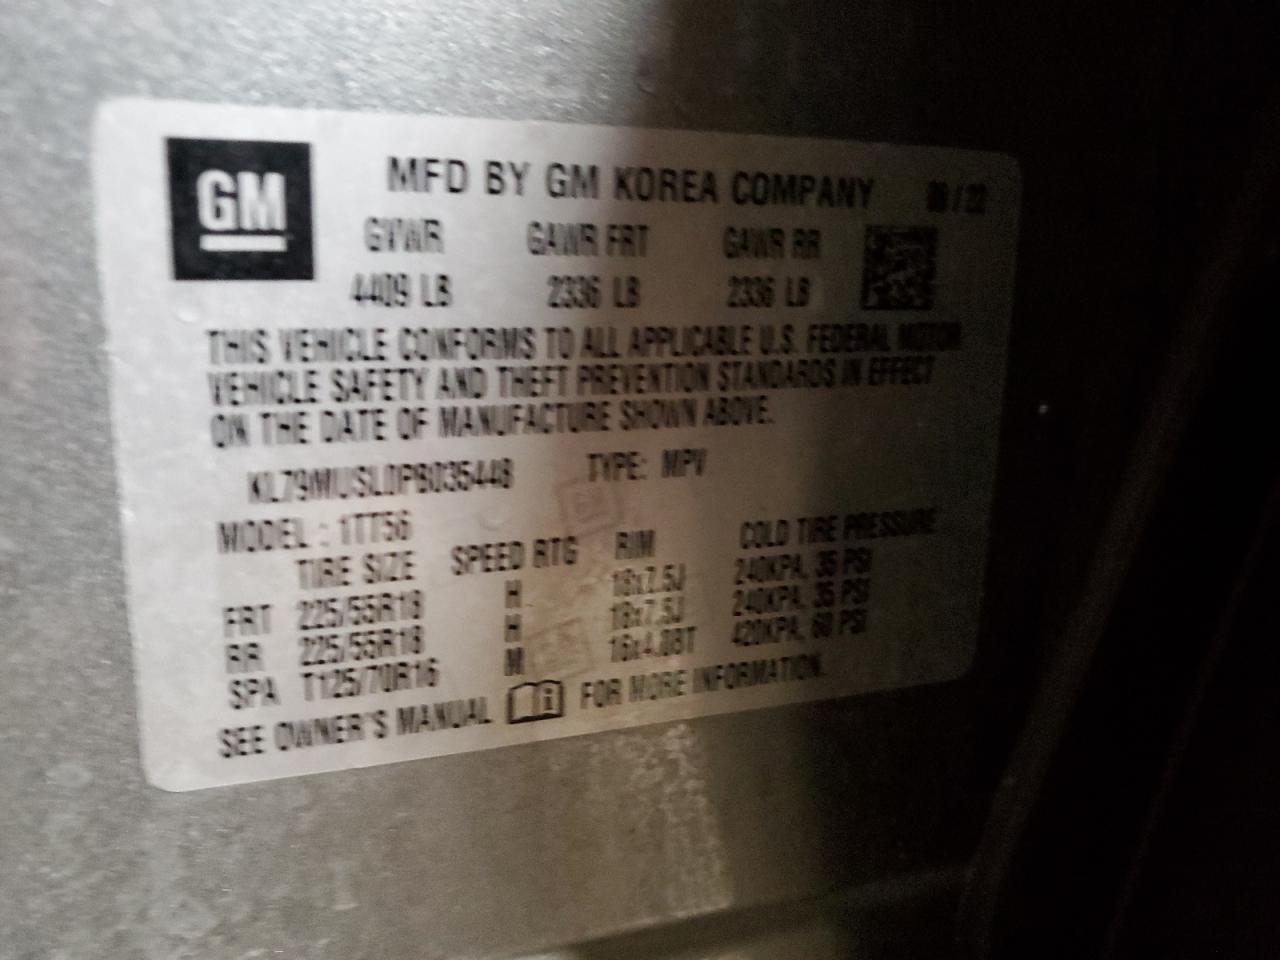 GM
MFD BY GM KOREA COMPANY
GVWR GAWR FRT GAWR RR
4409 LB 2336 LB 2336 LB
THIS VEHICLE CONFORMS TO ALL APPLICABLE U.S. FEDERAL MOTOR
VEHICLE SAFETY AND THEFT PREVENTION STANDARDS IN EFFECT
ON THE DATE OF MANUFACTURE SHOWN ABOVE.
TYPE: MPV
MODEL : 1TT56
TIRE SIZE SPEED RTG RIM COLD TIRE PRESSURE
FRT 225/55R18 H 18x7.5J 240KPA, 35 PSI
RR 225/55R18 H 18x7.5J 240KPA, 35 PSI
SPA T125/70R16 M 420KPA, 60 PSI
SEE OWNER'S MANUAL FOR MORE INFORMATION.